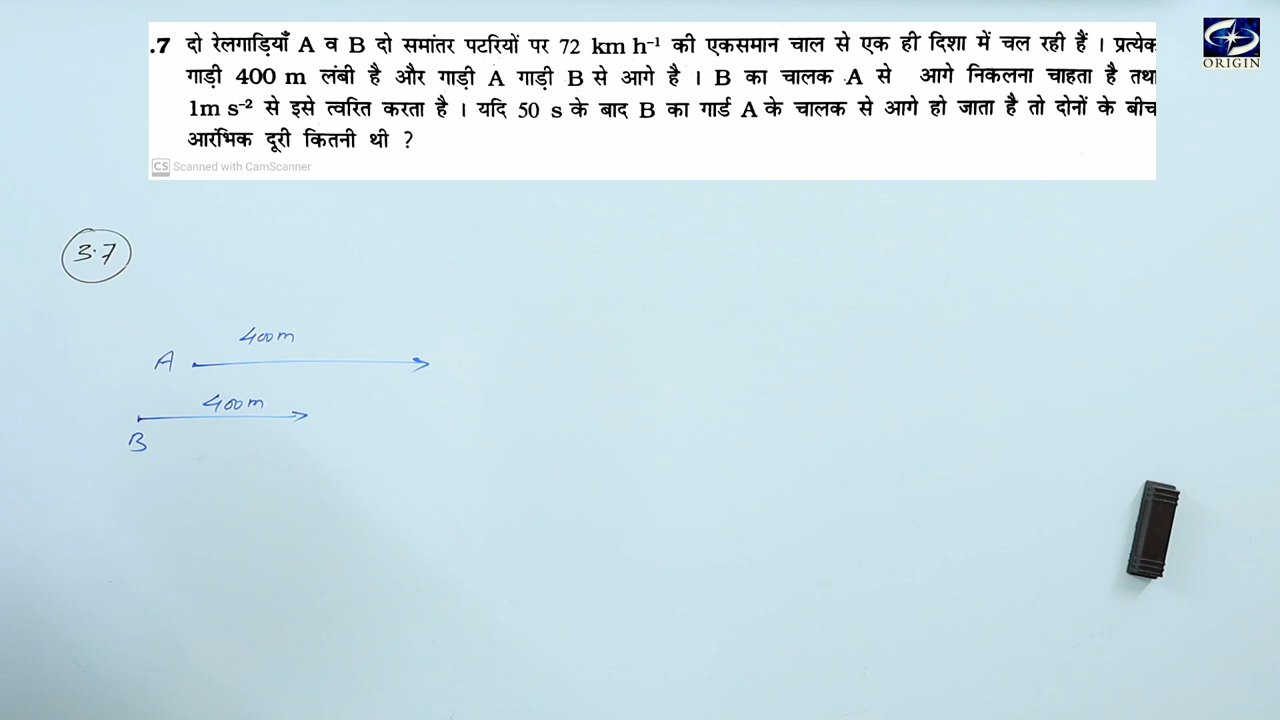 .7 दो रेलगाड़ियाँ A व B दो समांतर पटरियों पर 72 km h⁻¹ की एकसमान चाल से एक ही दिशा में चल रही हैं । प्रत्येक
गाड़ी 400 m लंबी है और गाड़ी A गाड़ी B से आगे है । B का चालक A से आगे निकलना चाहता है तथा
1m s⁻² से इसे त्वरित करता है । यदि 50 s के बाद B का गार्ड A के चालक से आगे हो जाता है तो दोनों के बीच
आरंभिक दूरी कितनी थी ?
CS Scanned with CamScanner
ORIGIN
3.7
400m
A
400m
B